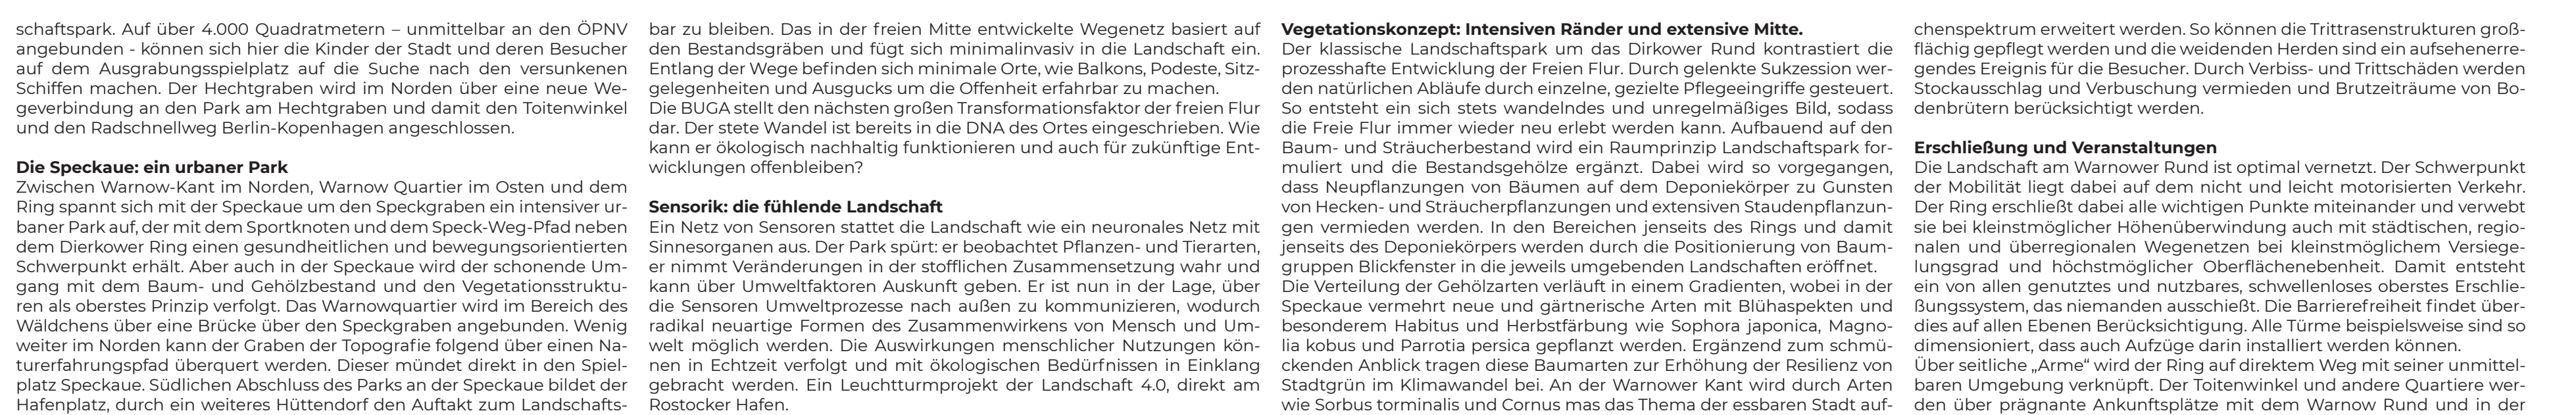 schaftspark. Auf über 4.000 Quadratmetern – unmittelbar an den ÖPNV
angebunden - können sich hier die Kinder der Stadt und deren Besucher
auf dem Ausgrabungsspielplatz auf die Suche nach den versunkenen
Schiffen machen. Der Hechtgraben wird im Norden über eine neue We-
geverbindung an den Park am Hechtgraben und damit den Toitenwinkel
und den Radschnellweg Berlin-Kopenhagen angeschlossen.
Die Speckaue: ein urbaner Park
Zwischen Warnow-Kant im Norden, Warnow Quartier im Osten und dem
Ring spannt sich mit der Speckaue um den Speckgraben ein intensiver ur-
baner Park auf, der mit dem Sportknoten und dem Speck-Weg-Pfad neben
dem Dierkower Ring einen gesundheitlichen und bewegungsorientierten
Schwerpunkt erhält. Aber auch in der Speckaue wird der schonende Um-
gang mit dem Baum- und Gehölzbestand und den Vegetationsstruktu-
ren als oberstes Prinzip verfolgt. Das Warnowquartier wird im Bereich des
Wäldchens über eine Brücke über den Speckgraben angebunden. Wenig
weiter im Norden kann der Graben der Topografie folgend über einen Na-
turerfahrungspfad überquert werden. Dieser mündet direkt in den Spiel-
platz Speckaue. Südlichen Abschluss des Parks an der Speckaue bildet der
Hafenplatz, durch ein weiteres Hüttendorf den Auftakt zum Landschafts-
bar zu bleiben. Das in der freien Mitte entwickelte Wegenetz basiert auf
den Bestandsgräben und fügt sich minimalinvasiv in die Landschaft ein.
Entlang der Wege befinden sich minimale Orte, wie Balkons, Podeste, Sitz-
gelegenheiten und Ausgucks um die Offenheit erfahrbar zu machen.
Die BUGA stellt den nächsten großen Transformationsfaktor der freien Flur
dar. Der stete Wandel ist bereits in die DNA des Ortes eingeschrieben. Wie
kann er ökologisch nachhaltig funktionieren und auch für zukünftige Ent-
wicklungen offenbleiben?
Sensorik: die fühlende Landschaft
Ein Netz von Sensoren stattet die Landschaft wie ein neuronales Netz mit
Sinnesorganen aus. Der Park spürt: er beobachtet Pflanzen- und Tierarten,
er nimmt Veränderungen in der stofflichen Zusammensetzung wahr und
kann über Umweltfaktoren Auskunft geben. Er ist nun in der Lage, über
die Sensoren Umweltprozesse nach außen zu kommunizieren, wodurch
radikal neuartige Formen des Zusammenwirkens von Mensch und Um-
welt möglich werden. Die Auswirkungen menschlicher Nutzungen kön-
nen in Echtzeit verfolgt und mit ökologischen Bedürfnissen in Einklang
gebracht werden. Ein Leuchtturmprojekt der Landschaft 4.0, direkt am
Rostocker Hafen.
Vegetationskonzept: Intensiven Ränder und extensive Mitte.
Der klassische Landschaftspark um das Dirkower Rund kontrastiert die
prozesshafte Entwicklung der Freien Flur. Durch gelenkte Sukzession wer-
den natürlichen Abläufe durch einzelne, gezielte Pflegeeingriffe gesteuert.
So entsteht ein sich stets wandelndes und unregelmäßiges Bild, sodass
die Freie Flur immer wieder neu erlebt werden kann. Aufbauend auf den
Baum- und Sträucherbestand wird ein Raumprinzip Landschaftspark for-
muliert und die Bestandsgehölze ergänzt. Dabei wird so vorgegangen,
dass Neupflanzungen von Bäumen auf dem Deponiekörper zu Gunsten
von Hecken- und Sträucherpflanzungen und extensiven Staudenpflanzun-
gen vermieden werden. In den Bereichen jenseits des Rings und damit
jenseits des Deponiekörpers werden durch die Positionierung von Baum-
gruppen Blickfenster in die jeweils umgebenden Landschaften eröffnet.
Die Verteilung der Gehölzarten verläuft in einem Gradienten, wobei in der
Speckaue vermehrt neue und gärtnerische Arten mit Blühaspekten und
besonderem Habitus und Herbstfärbung wie Sophora japonica, Magno-
lia kobus und Parrotia persica gepflanzt werden. Ergänzend zum schmü-
ckenden Anblick tragen diese Baumarten zur Erhöhung der Resilienz von
Stadtgrün im Klimawandel bei. An der Warnower Kant wird durch Arten
wie Sorbus torminalis und Cornus mas das Thema der essbaren Stadt auf-
chenspektrum erweitert werden. So können die Trittrasenstrukturen groß-
flächig gepflegt werden und die weidenden Herden sind ein aufsehenerre-
gendes Ereignis für die Besucher. Durch Verbiss- und Trittschäden werden
Stockausschlag und Verbuschung vermieden und Brutzeiträume von Bo-
denbrütern berücksichtigt werden.
Erschließung und Veranstaltungen
Die Landschaft am Warnower Rund ist optimal vernetzt. Der Schwerpunkt
der Mobilität liegt dabei auf dem nicht und leicht motorisierten Verkehr.
Der Ring erschließt dabei alle wichtigen Punkte miteinander und verwebt
sie bei kleinstmöglicher Höhenüberwindung auch mit städtischen, regio-
nalen und überregionalen Wegenetzen bei kleinstmöglichem Versiege-
lungsgrad und höchstmöglicher Oberflächenebenheit. Damit entsteht
ein von allen genutztes und nutzbares, schwellenloses oberstes Erschlie-
ßungssystem, das niemanden ausschießt. Die Barrierefreiheit findet über-
dies auf allen Ebenen Berücksichtigung. Alle Türme beispielsweise sind so
dimensioniert, dass auch Aufzüge darin installiert werden können.
Über seitliche „Arme“ wird der Ring auf direktem Weg mit seiner unmittel-
baren Umgebung verknüpft. Der Toitenwinkel und andere Quartiere wer-
den über prägnante Ankunftsplätze mit dem Warnow Rund und in der